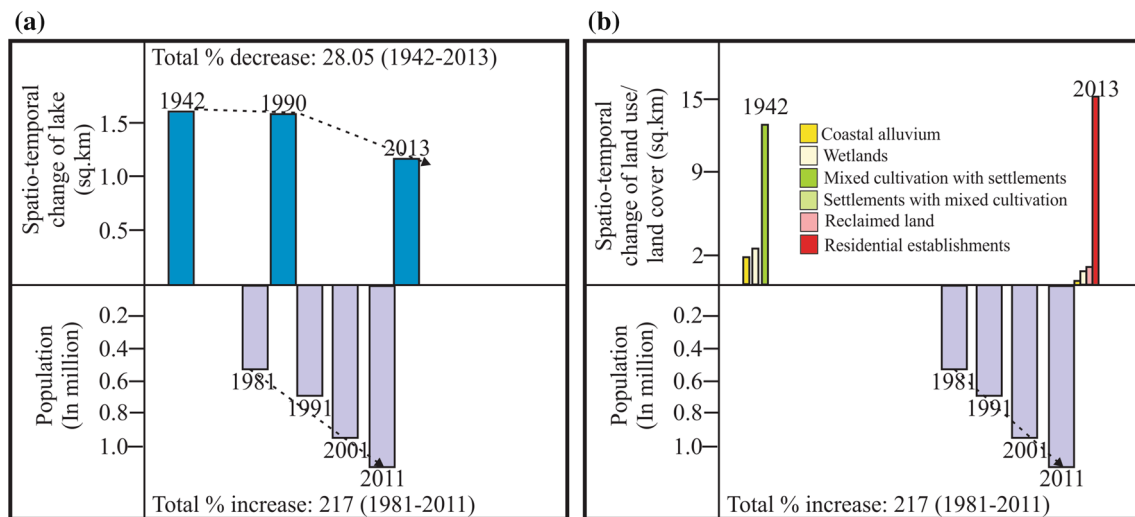 (a)
Total % decrease: 28.05 (1942-2013)
Spatio-temporal
change of lake
(sq.km)
1.5
1.0
0.5
1942
1990
2013
Population
(In million)
0.2
0.4
0.6
0.8
1.0
1981
1991
2001
2011
Total % increase: 217 (1981-2011)
(b)
Spatio-temporal
change of land use/
land cover (sq.km)
15
9
2
1942
2013
Coastal alluvium
Wetlands
Mixed cultivation with settlements
Settlements with mixed cultivation
Reclaimed land
Residential establishments
Population
(In million)
0.2
0.4
0.6
0.8
1.0
1981
1991
2001
2011
Total % increase: 217 (1981-2011)